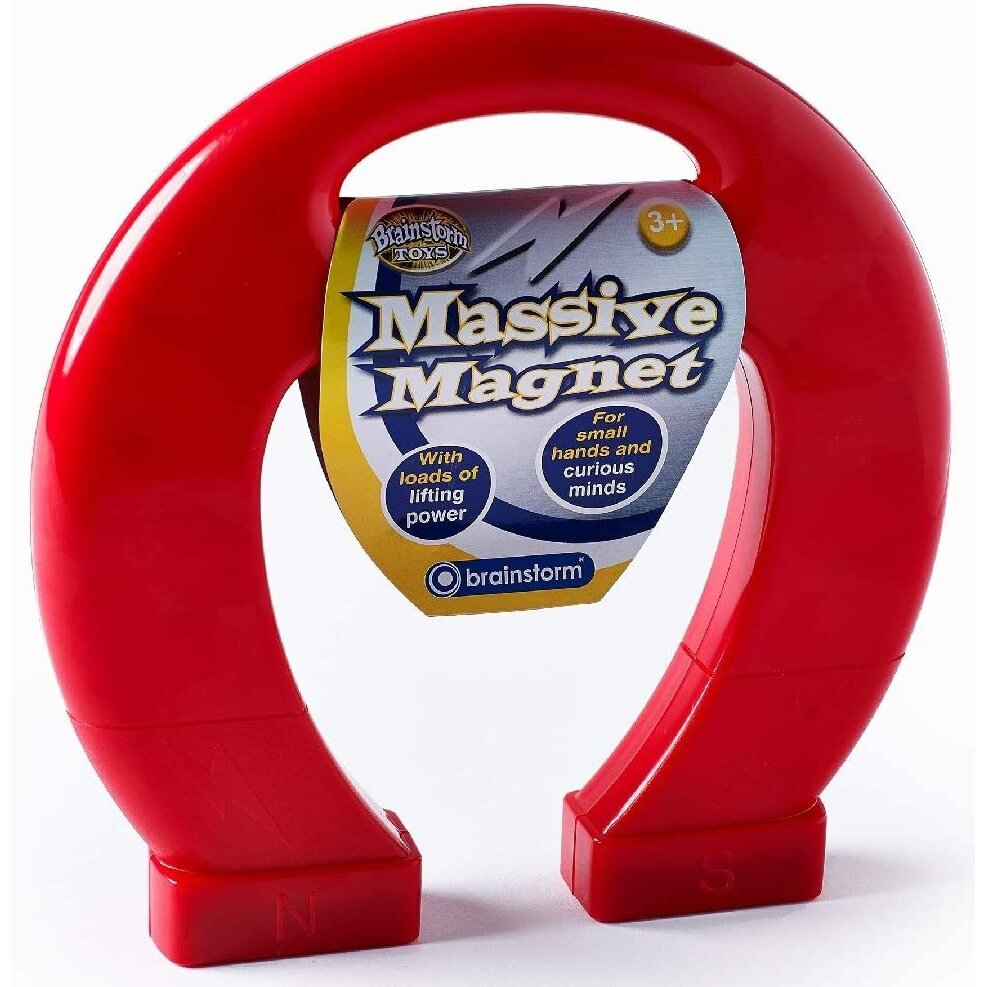 Brainstorm
TOYS
3+
Massive
Magnet
With
loads of
lifting
power
For
small
hands and
curious
minds
brainstorm
N
S